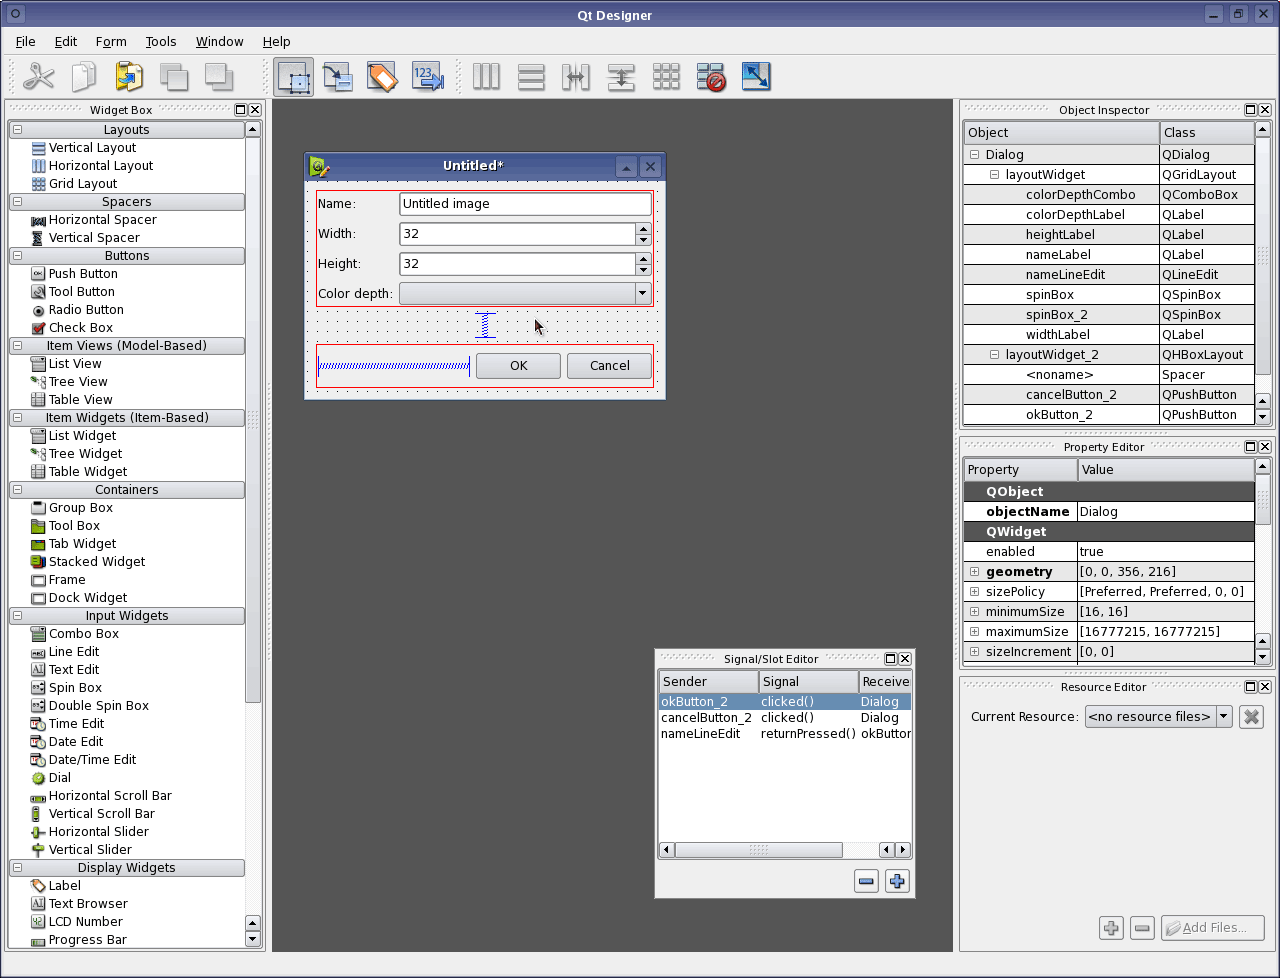 Qt Designer
File Edit Form Tools Window Help
123
Widget Box
Layouts
Vertical Layout
Horizontal Layout
Grid Layout
Spacers
Horizontal Spacer
Vertical Spacer
Buttons
Push Button
Tool Button
Radio Button
Check Box
Item Views (Model-Based)
List View
Tree View
Table View
Item Widgets (Item-Based)
List Widget
Tree Widget
Table Widget
Containers
Group Box
Tool Box
Tab Widget
Stacked Widget
Frame
Dock Widget
Input Widgets
Combo Box
Line Edit
Text Edit
Spin Box
Double Spin Box
Time Edit
Date Edit
Date/Time Edit
Dial
Horizontal Scroll Bar
Vertical Scroll Bar
Horizontal Slider
Vertical Slider
Display Widgets
Label
Text Browser
LCD Number
Progress Bar
Untitled*
Name: Untitled image
Width: 32
Height: 32
Color depth:
OK Cancel
Signal/Slot Editor
Sender Signal Receive
okButton_2 clicked() Dialog
cancelButton_2 clicked() Dialog
nameLineEdit returnPressed() okButtor
Object Inspector
Object Class
Dialog QDialog
layoutWidget QGridLayout
colorDepthCombo QComboBox
colorDepthLabel QLabel
heightLabel QLabel
nameLabel QLabel
nameLineEdit QLineEdit
spinBox QSpinBox
spinBox_2 QSpinBox
widthLabel QLabel
layoutWidget_2 QHBoxLayout
<noname> Spacer
cancelButton_2 QPushButton
okButton_2 QPushButton
Property Editor
Property Value
QObject
objectName Dialog
QWidget
enabled true
geometry [0, 0, 356, 216]
sizePolicy [Preferred, Preferred, 0, 0]
minimumSize [16, 16]
maximumSize [16777215, 16777215]
sizeIncrement [0, 0]
Resource Editor
Current Resource: <no resource files>
Add Files...